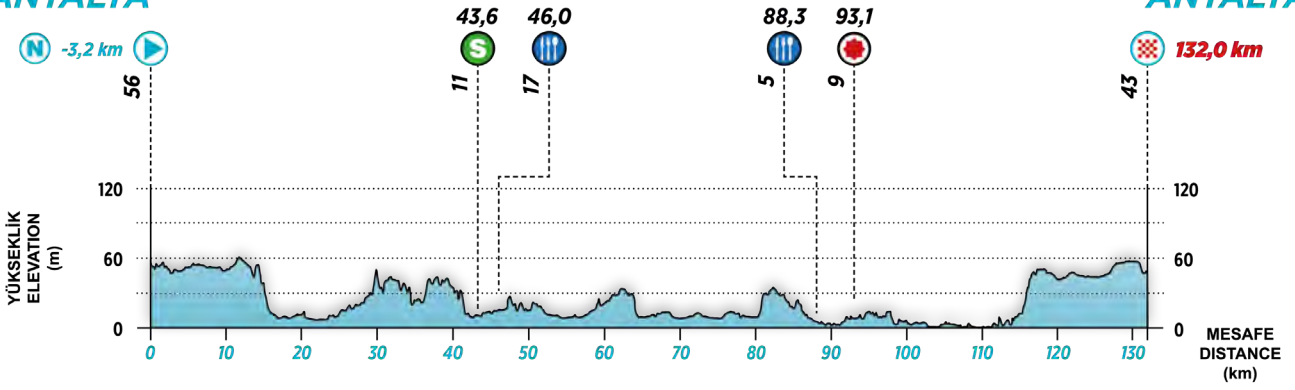 ANTALYA
ANTALYA
43,6
46,0
88,3
93,1
N
-3,2 km
S
132,0 km
56
11
17
5
9
43
120
120
60
60
0
0
YÜKSEKLİK
ELEVATION
(m)
0 10 20 30 40 50 60 70 80 90 100 110 120 130
MESAFE
DISTANCE
(km)